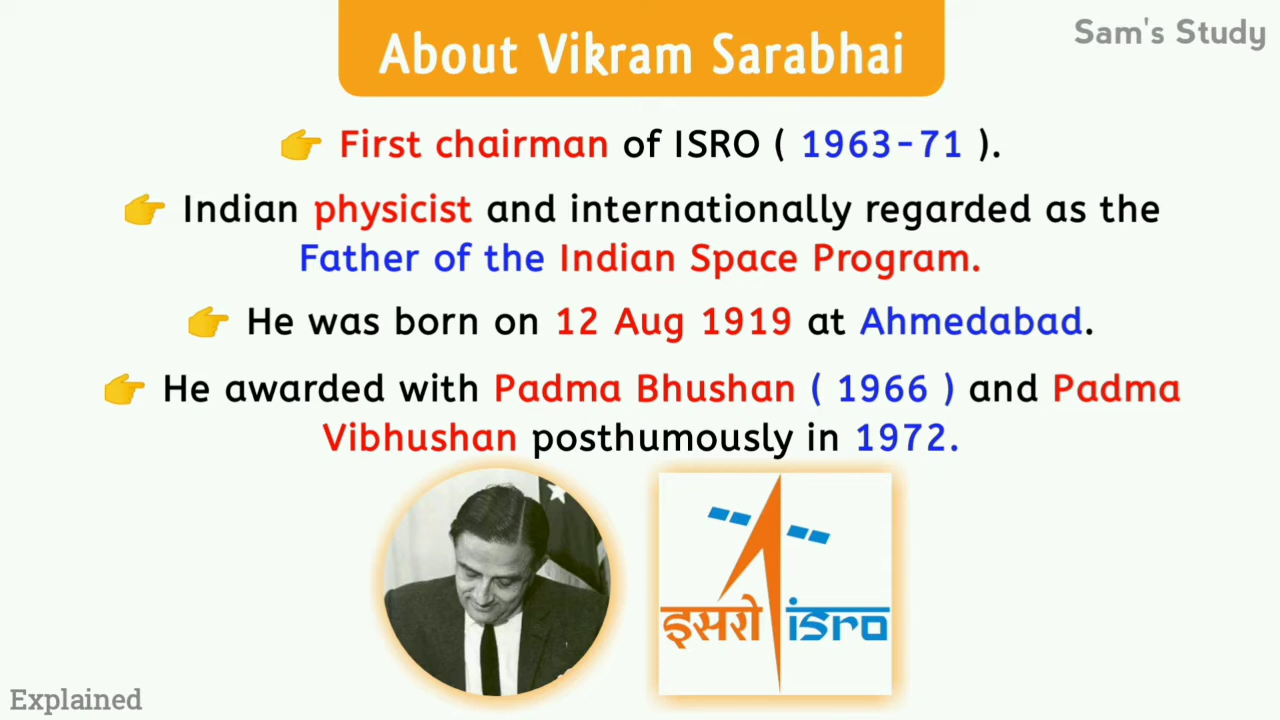 About Vikram Sarabhai
Sam's Study
👉 First chairman of ISRO ( 1963-71 ).
👉 Indian physicist and internationally regarded as the
Father of the Indian Space Program.
👉 He was born on 12 Aug 1919 at Ahmedabad.
👉 He awarded with Padma Bhushan ( 1966 ) and Padma
Vibhushan posthumously in 1972.
इसरो isro
Explained